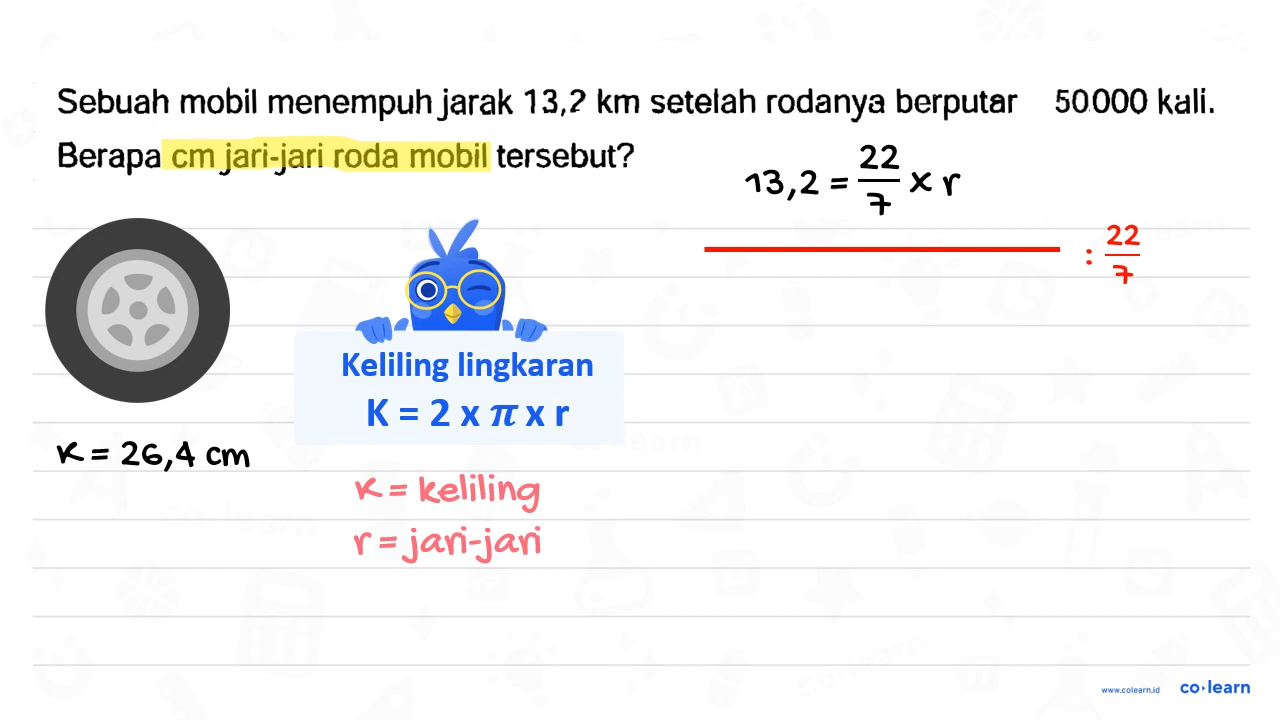 Sebuah mobil menempuh jarak 13,2 km setelah rodanya berputar 50.000 kali.
Berapa cm jari-jari roda mobil tersebut?
13,2 = 22/7 x r
: 22/7
Keliling lingkaran
K = 2 x π x r
K = 26,4 cm
K = keliling
r = jari-jari
www.colearn.id co·learn